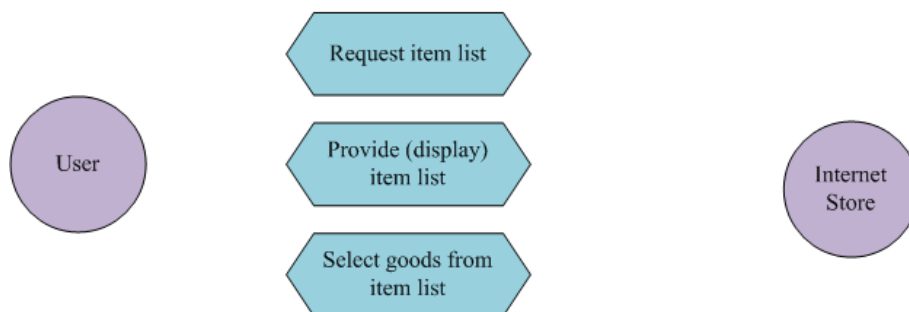 Request item list
User
Provide (display)
item list
Internet
Store
Select goods from
item list